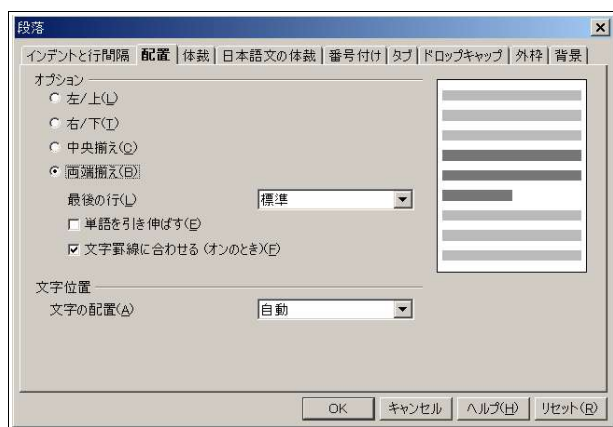 段落
インデントと行間隔 配置 体裁 日本語文の体裁 番号付け タブ ドロップキャップ 外枠 背景
オプション
左/上(L)
右/下(T)
中央揃え(C)
両端揃え(B)
最後の行(L) 標準
単語を引き伸ばす(E)
文字罫線に合わせる (オンのとき)(F)
文字位置
文字の配置(A) 自動
OK キャンセル ヘルプ(H) リセット(R)